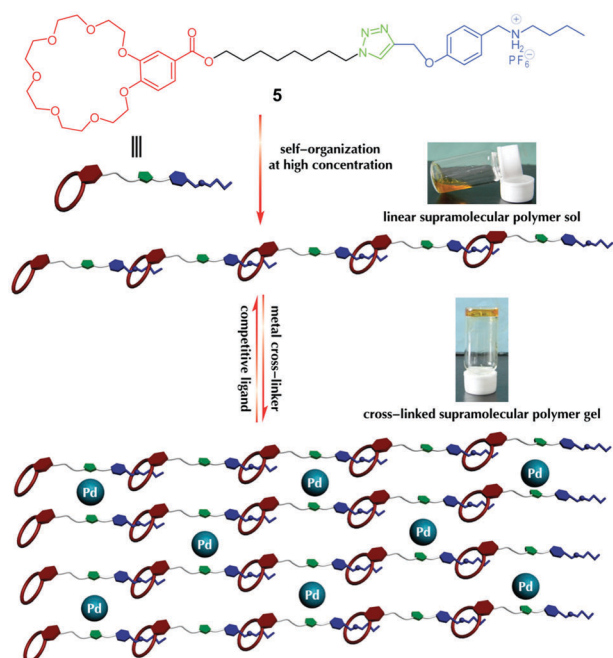 O
O
O
O
O
O
O
O
O
N
N
N
O
+
N
H2
PF6−
5
self–organization
at high concentration
linear supramolecular polymer sol
metal cross–linker
competitive ligand
cross–linked supramolecular polymer gel
Pd
Pd
Pd
Pd
Pd
Pd
Pd
Pd